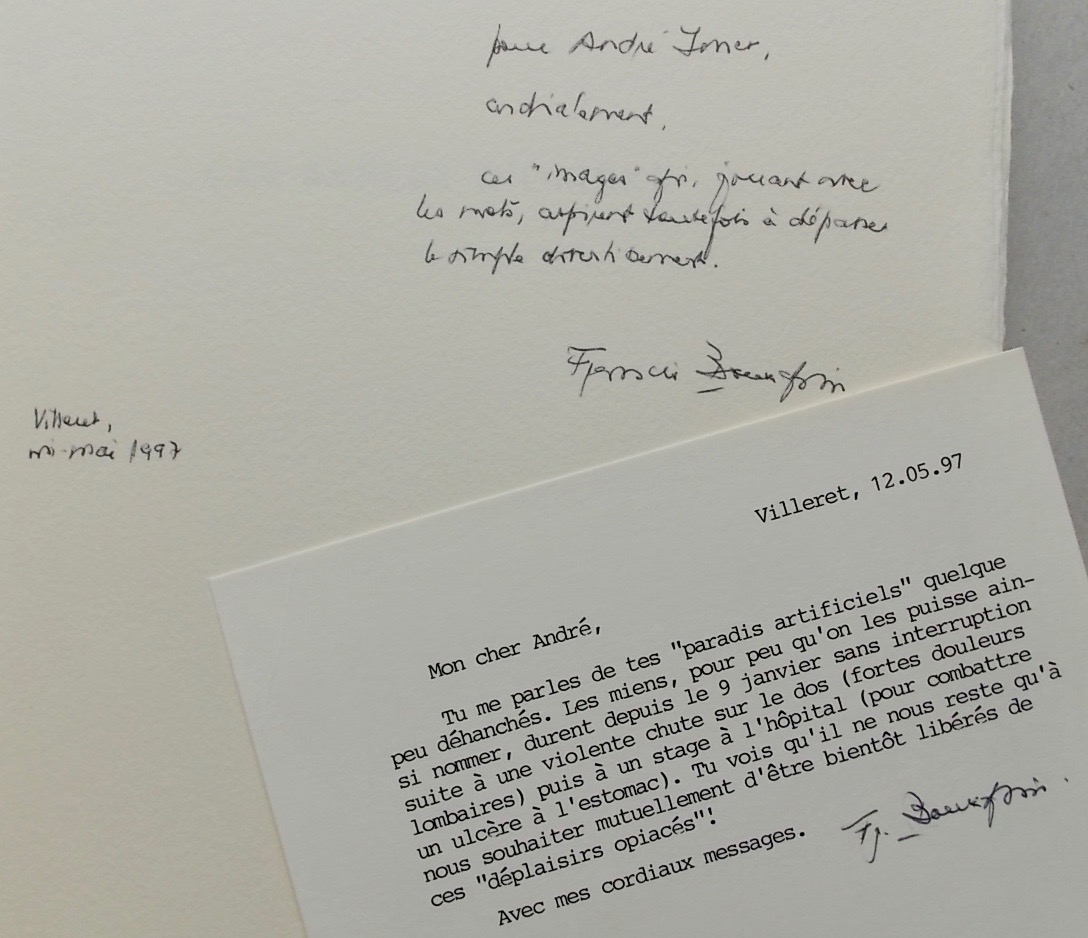 pour André Imer,
cordialement,
ces "images" qui, jouant avec
les mots, aspirent toutefois à dépasser
le simple divertissement.
Francis Bourquin
Villeret,
mi-mai 1997
Villeret, 12.05.97
Mon cher André,
Tu me parles de tes "paradis artificiels" quelque
peu déhanchés. Les miens, pour peu qu'on les puisse ain-
si nommer, durent depuis le 9 janvier sans interruption
suite à une violente chute sur le dos (fortes douleurs
lombaires) puis à un stage à l'hôpital (pour combattre
un ulcère à l'estomac). Tu vois qu'il ne nous reste qu'à
nous souhaiter mutuellement d'être bientôt libérés de
ces "déplaisirs opiacés"!
Avec mes cordiaux messages.
Fr. Bourquin